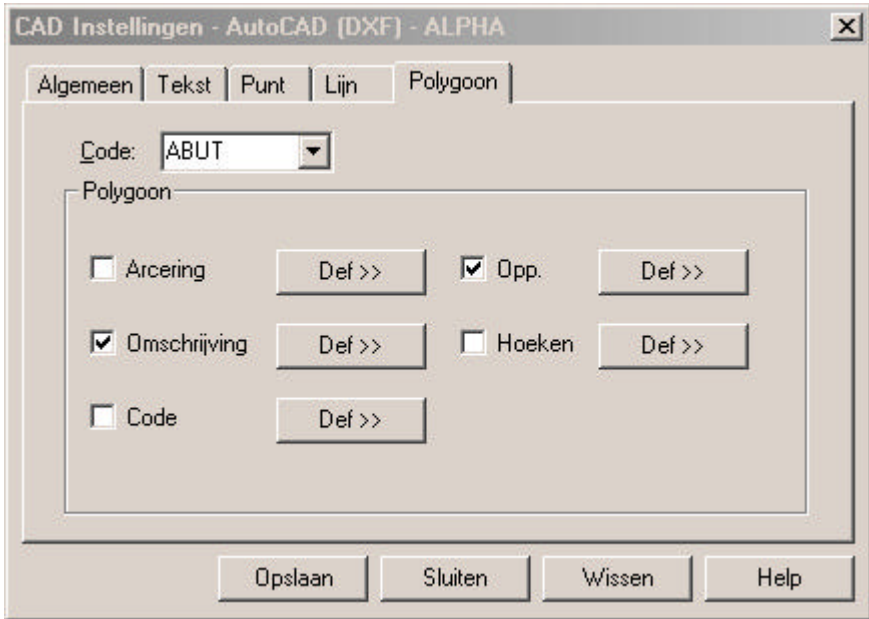 CAD Instellingen - AutoCAD (DXF) - ALPHA
Algemeen Tekst Punt Lijn Polygoon
Code: ABUT
Polygoon
Arcering Def >> Opp. Def >>
Omschrijving Def >> Hoeken Def >>
Code Def >>
Opslaan Sluiten Wissen Help